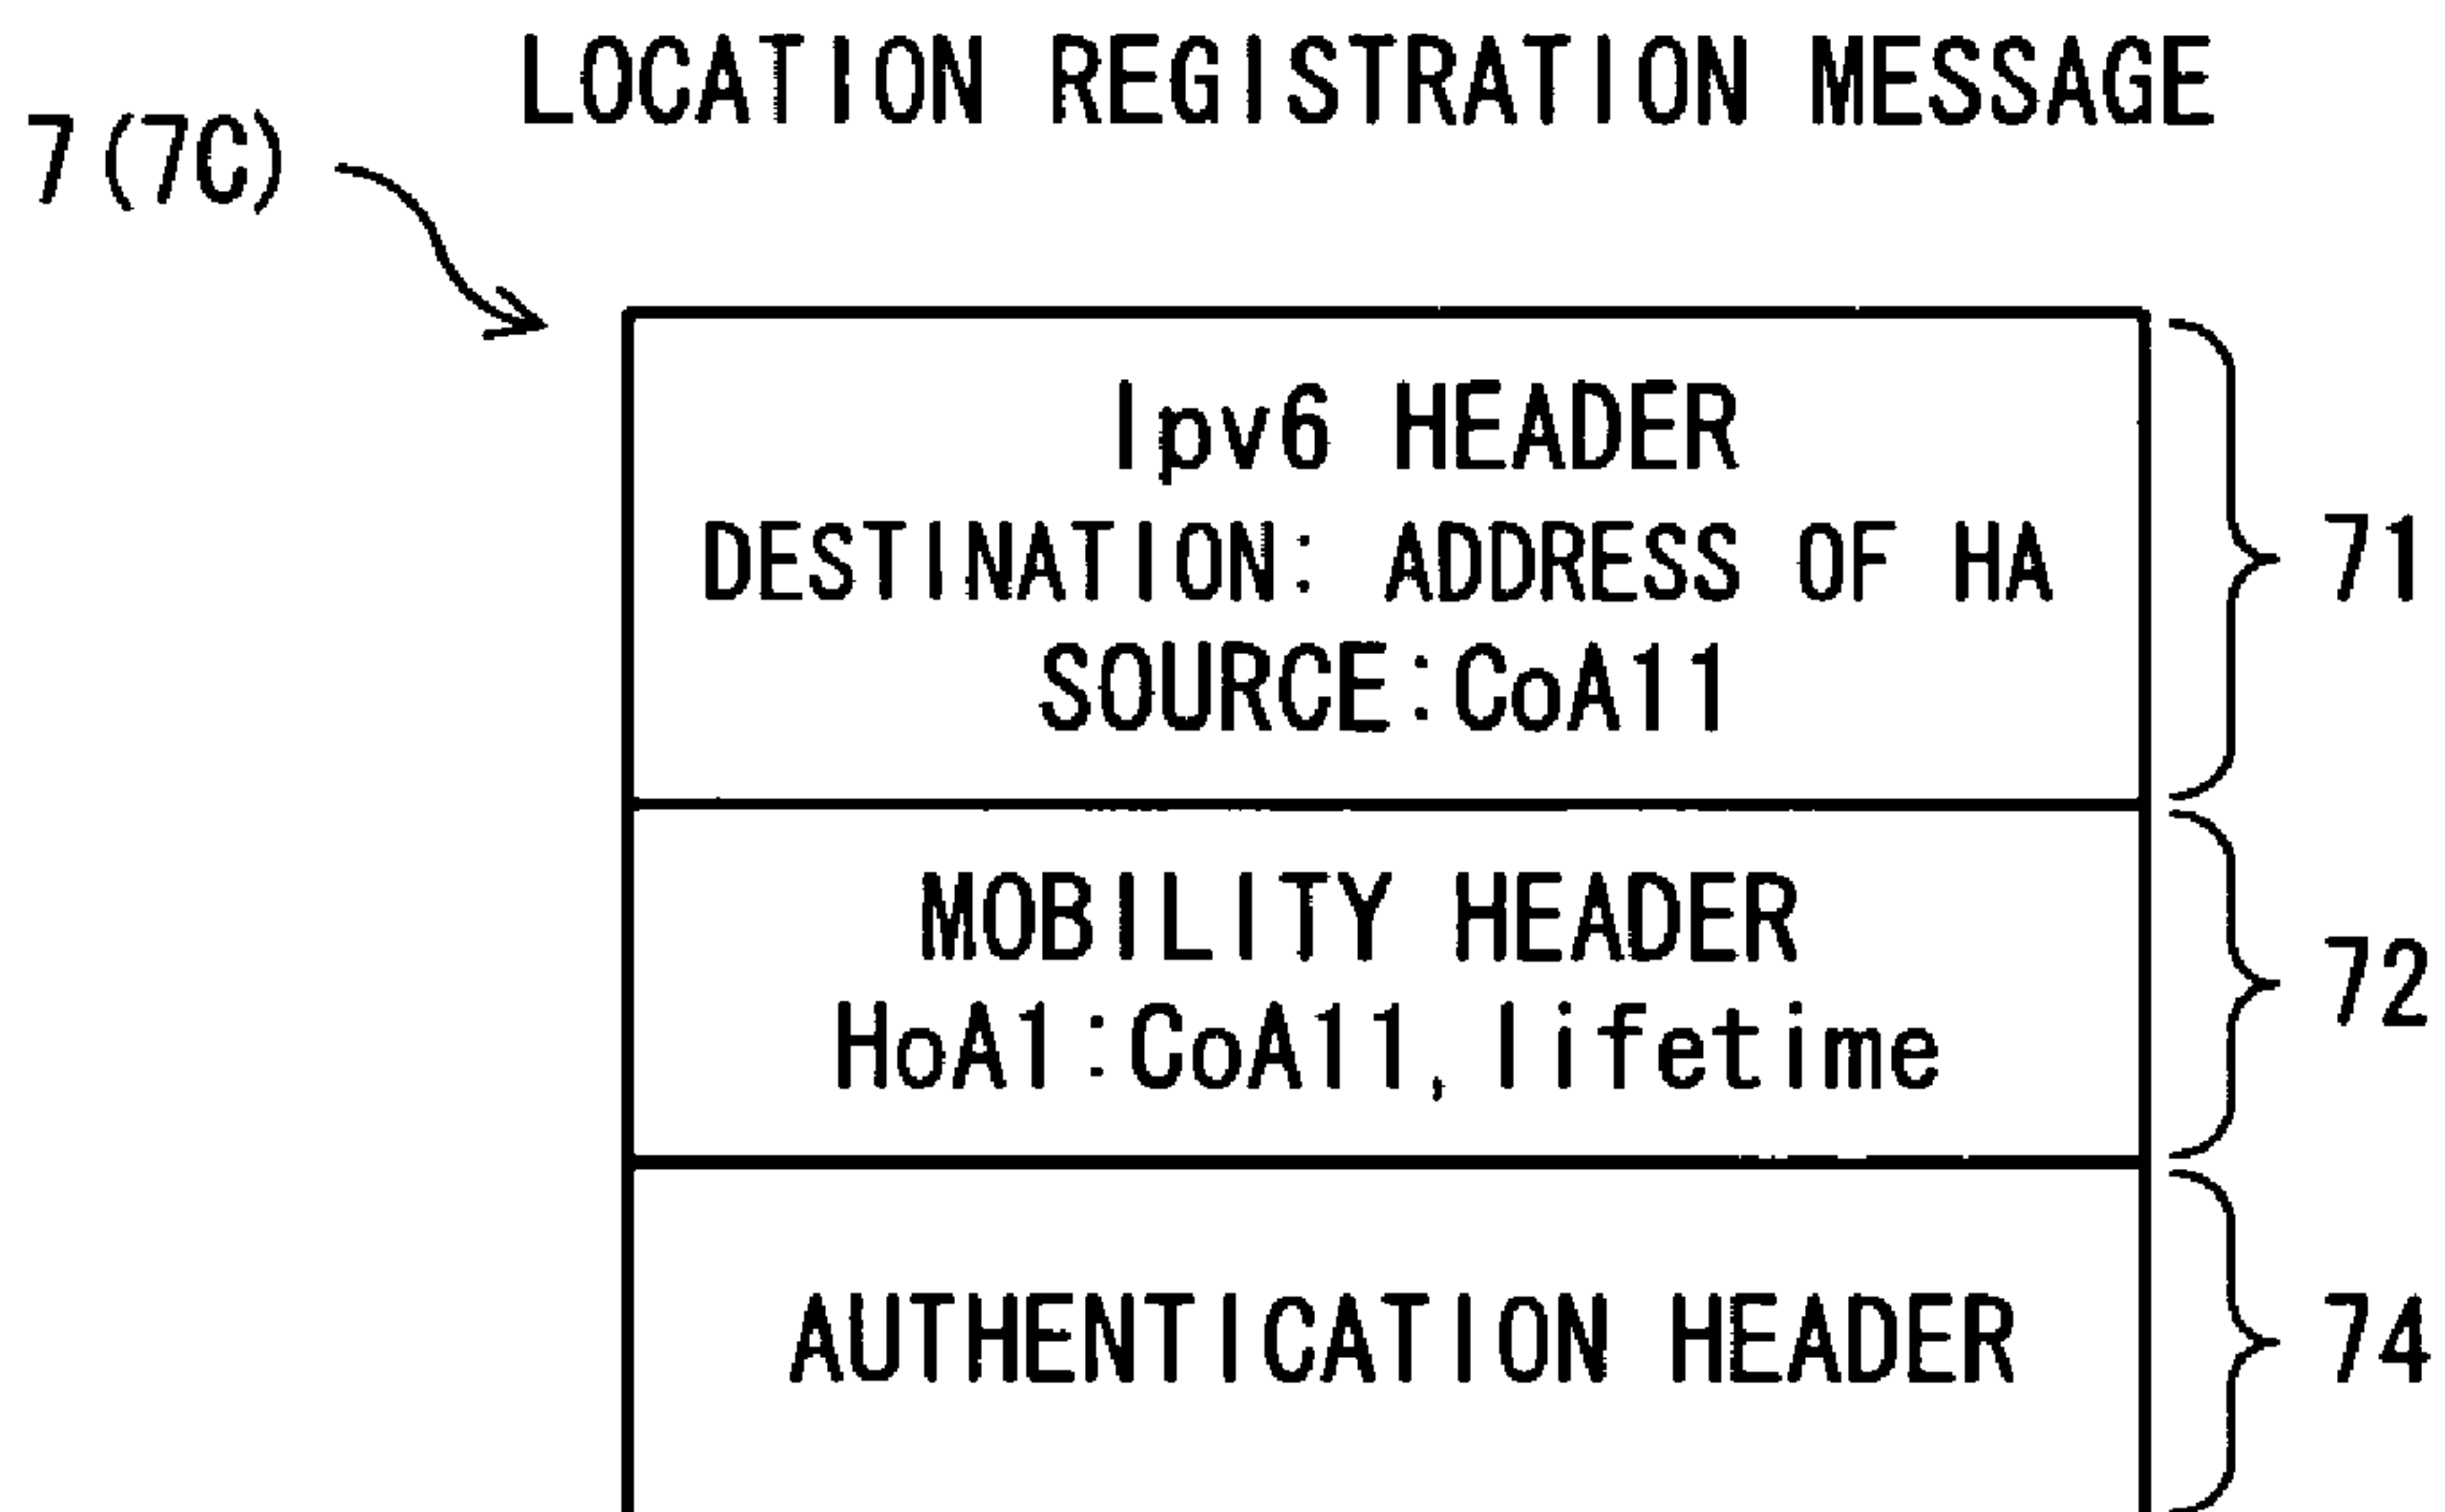 LOCATION REGISTRATION MESSAGE
7(7C)
Ipv6 HEADER
DESTINATION: ADDRESS OF HA
SOURCE:CoA11
71
MOBILITY HEADER
HoA1:CoA11, lifetime
72
AUTHENTICATION HEADER
74